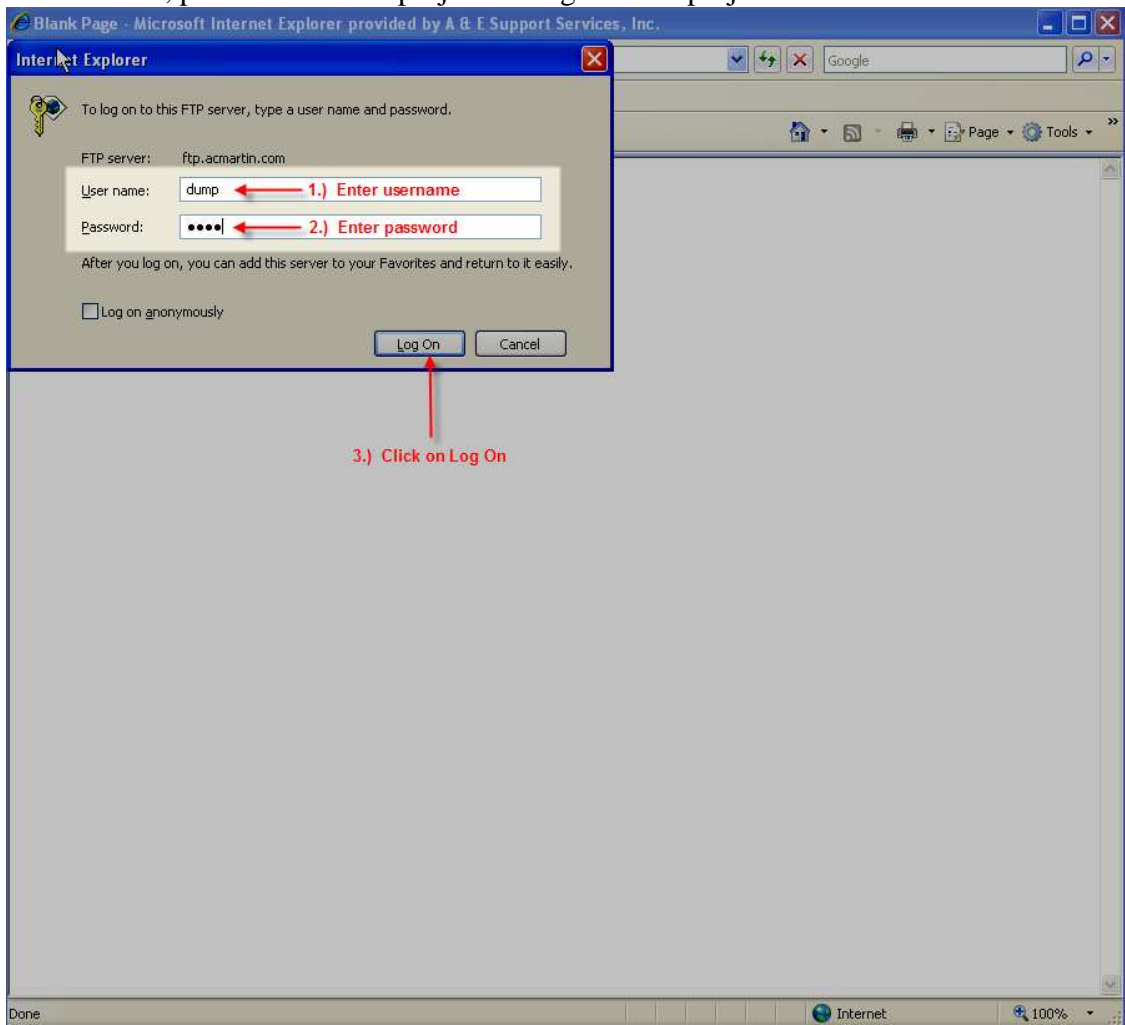 Blank Page - Microsoft Internet Explorer provided by A & E Support Services, Inc.
Internet Explorer
Google
To log on to this FTP server, type a user name and password.
Page Tools »
FTP server: ftp.acmartin.com
User name: dump 1.) Enter username
Password: ●●●● 2.) Enter password
After you log on, you can add this server to your Favorites and return to it easily.
Log on anonymously
Log On Cancel
3.) Click on Log On
Done Internet 100%